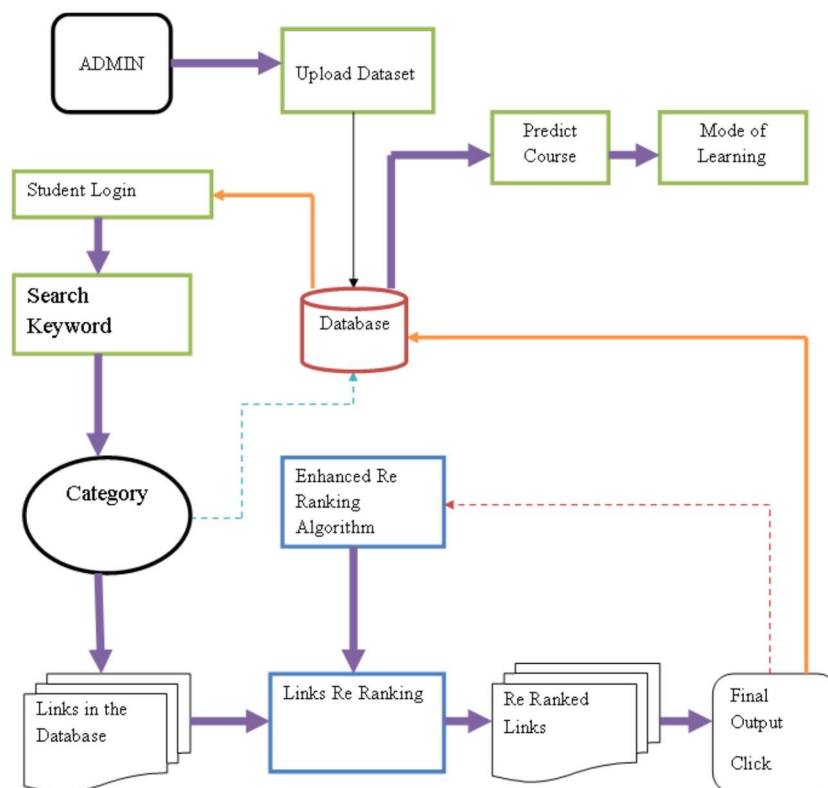 ADMIN
Upload Dataset
Predict
Course
Mode of
Learning
Student Login
Search
Keyword
Database
Category
Enhanced Re
Ranking
Algorithm
Links in the
Database
Links Re Ranking
Re Ranked
Links
Final
Output
Click